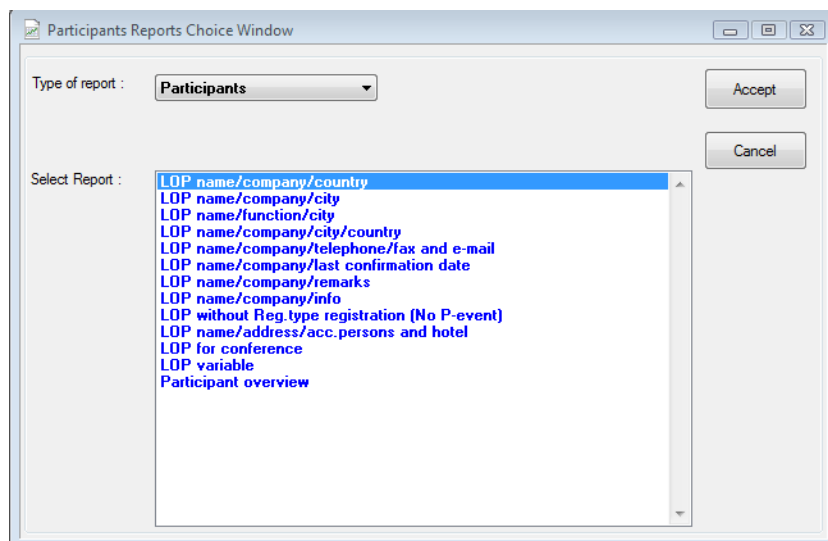 Participants Reports Choice Window
Type of report :
Participants
Accept
Cancel
Select Report :
LOP name/company/country
LOP name/company/city
LOP name/function/city
LOP name/company/city/country
LOP name/company/telephone/fax and e-mail
LOP name/company/last confirmation date
LOP name/company/remarks
LOP name/company/info
LOP without Reg.type registration (No P-event)
LOP name/address/acc.persons and hotel
LOP for conference
LOP variable
Participant overview